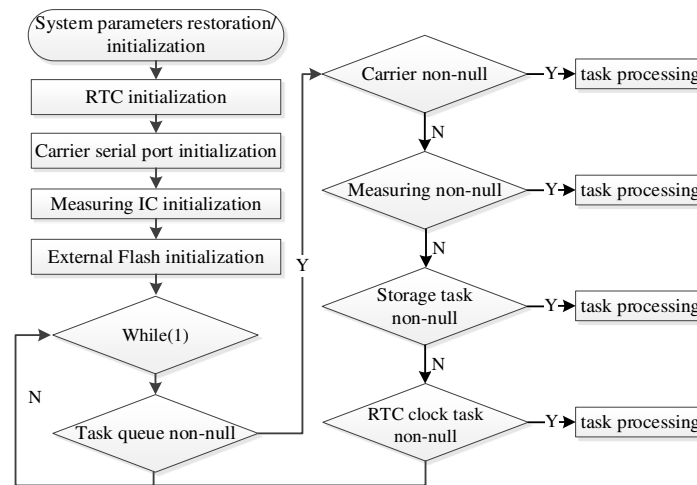 System parameters restoration/
initialization
RTC initialization
Carrier serial port initialization
Measuring IC initialization
External Flash initialization
While(1)
N
Task queue non-null
Y
Carrier non-null
Y
task processing
N
Measuring non-null
Y
task processing
N
Storage task
non-null
Y
task processing
N
RTC clock task
non-null
Y
task processing